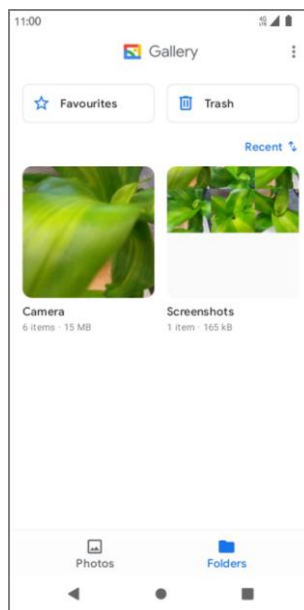 11:00
Gallery
Favourites
Trash
Recent
Camera
6 items · 15 MB
Screenshots
1 item · 165 kB
Photos
Folders